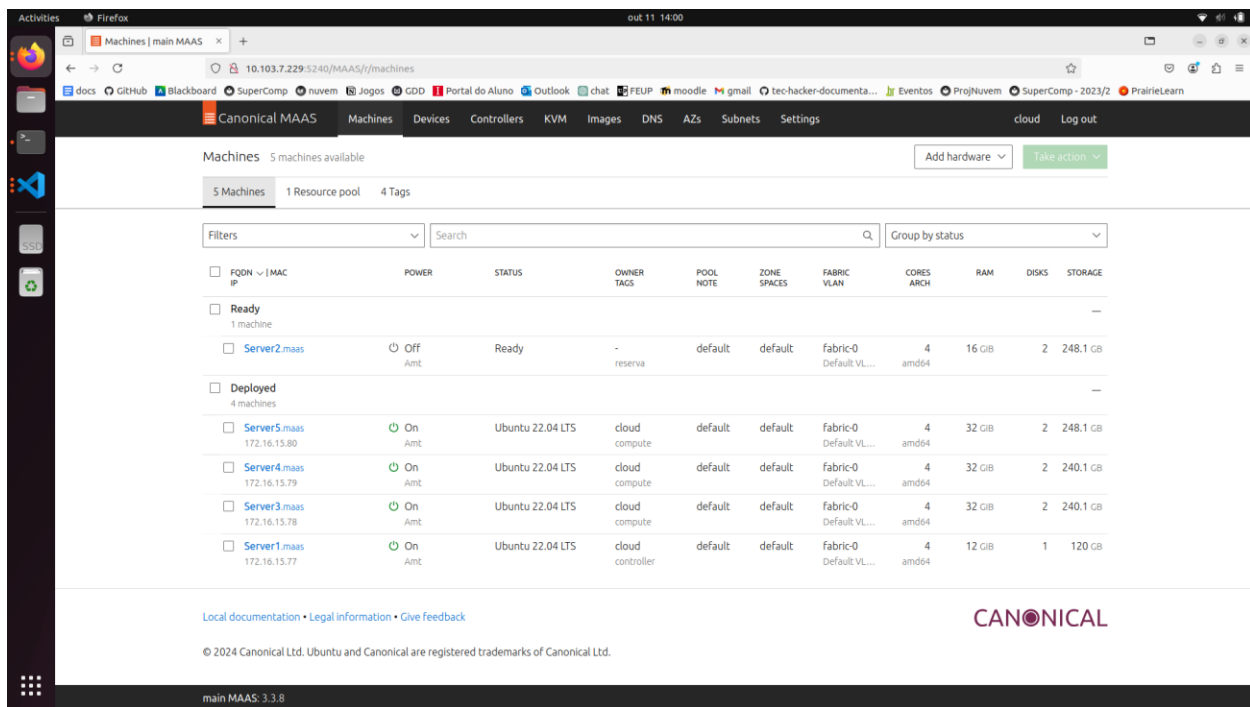 Activities Firefox out 11 14:00
Machines | main MAAS × +
10.103.7.229:5240/MAAS/r/machines
docs GitHub Blackboard SuperComp nuvem Jogos GDD Portal do Aluno Outlook chat FEUP moodle gmail tec-hacker-documenta... Eventos ProjNuvem SuperComp - 2023/2 PrairieLearn
Canonical MAAS Machines Devices Controllers KVM Images DNS AZs Subnets Settings cloud Log out
Machines 5 machines available Add hardware Take action
5 Machines 1 Resource pool 4 Tags
Filters Search Group by status
FQDN | MAC POWER STATUS OWNER POOL ZONE FABRIC CORES RAM DISKS STORAGE
IP TAGS NOTE SPACES VLAN ARCH
Ready
1 machine
Server2.maas Off Ready - default default fabric-0 4 16 GIB 2 248.1 GB
Amt reserva Default VL... amd64
Deployed
4 machines
Server5.maas On Ubuntu 22.04 LTS cloud default default fabric-0 4 32 GIB 2 248.1 GB
172.16.15.80 Amt compute Default VL... amd64
Server4.maas On Ubuntu 22.04 LTS cloud default default fabric-0 4 32 GIB 2 240.1 GB
172.16.15.79 Amt compute Default VL... amd64
Server3.maas On Ubuntu 22.04 LTS cloud default default fabric-0 4 32 GIB 2 240.1 GB
172.16.15.78 Amt compute Default VL... amd64
Server1.maas On Ubuntu 22.04 LTS cloud default default fabric-0 4 12 GIB 1 120 GB
172.16.15.77 Amt controller Default VL... amd64
Local documentation • Legal information • Give feedback
CANONICAL
© 2024 Canonical Ltd. Ubuntu and Canonical are registered trademarks of Canonical Ltd.
main MAAS: 3.3.8
SSD